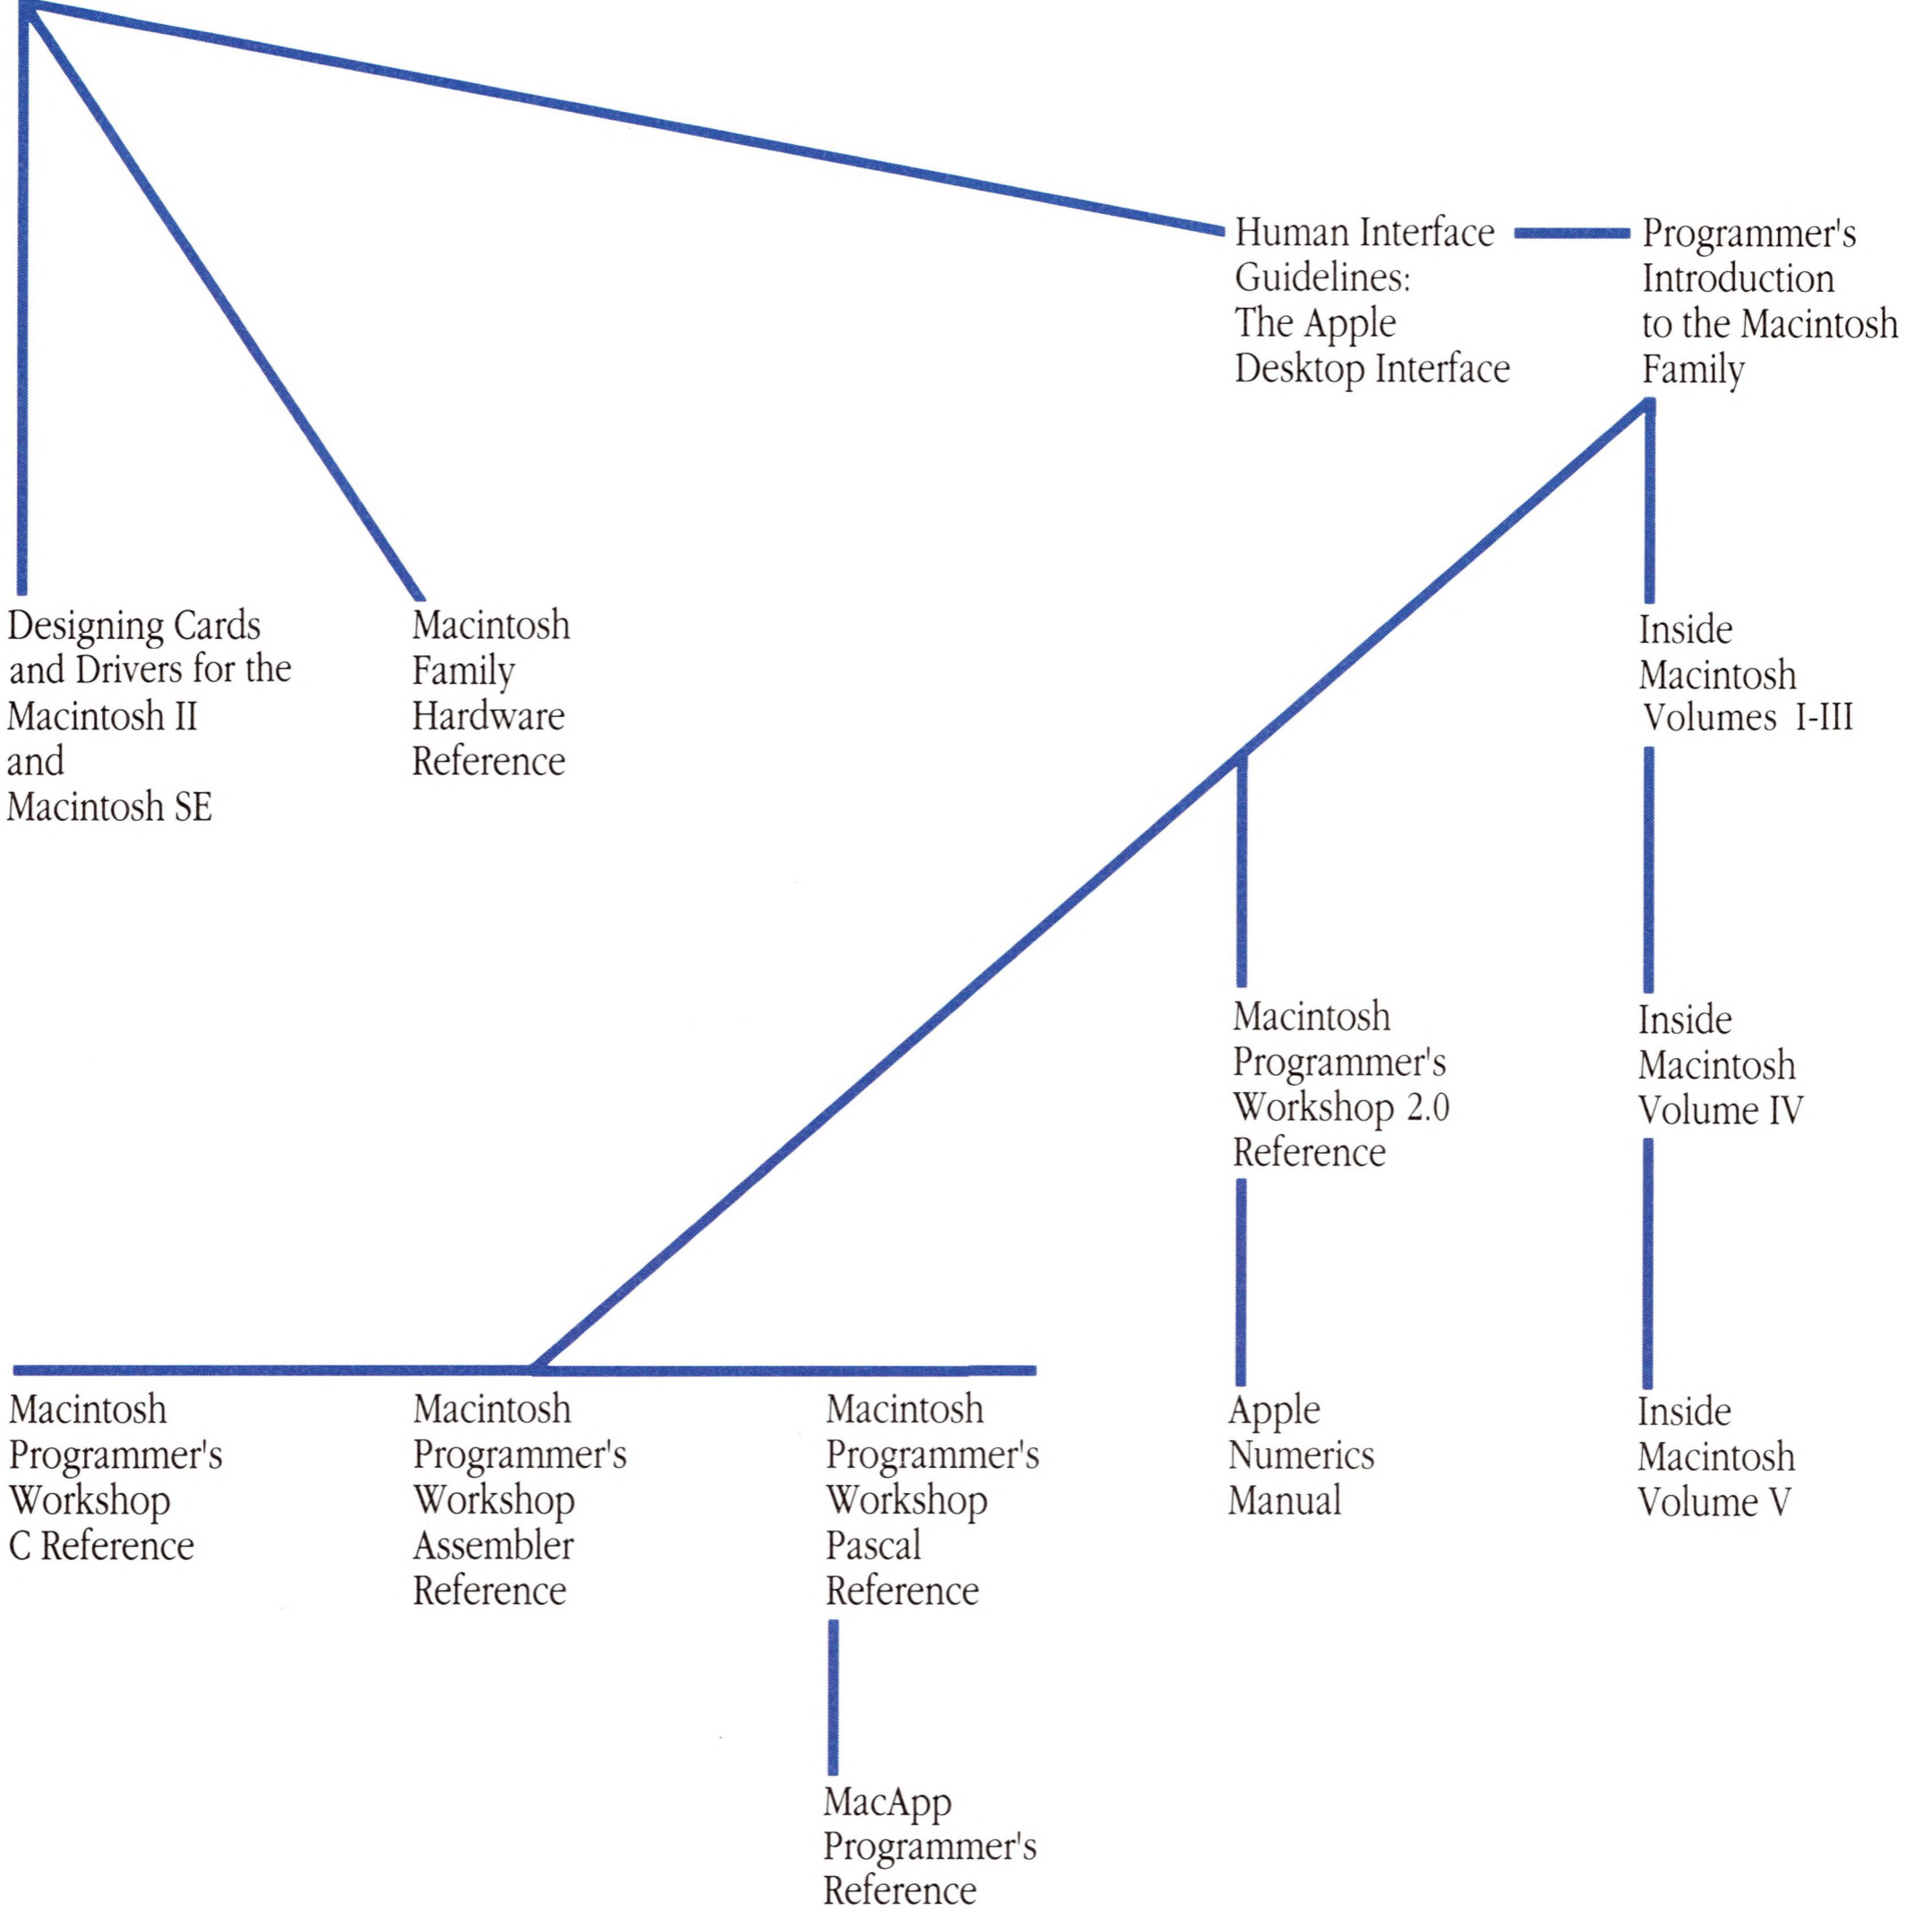 Human Interface
Guidelines:
The Apple
Desktop Interface
Programmer's
Introduction
to the Macintosh
Family
Designing Cards
and Drivers for the
Macintosh II
and
Macintosh SE
Macintosh
Family
Hardware
Reference
Inside
Macintosh
Volumes I-III
Macintosh
Programmer's
Workshop 2.0
Reference
Inside
Macintosh
Volume IV
Macintosh
Programmer's
Workshop
C Reference
Macintosh
Programmer's
Workshop
Assembler
Reference
Macintosh
Programmer's
Workshop
Pascal
Reference
Apple
Numerics
Manual
Inside
Macintosh
Volume V
MacApp
Programmer's
Reference